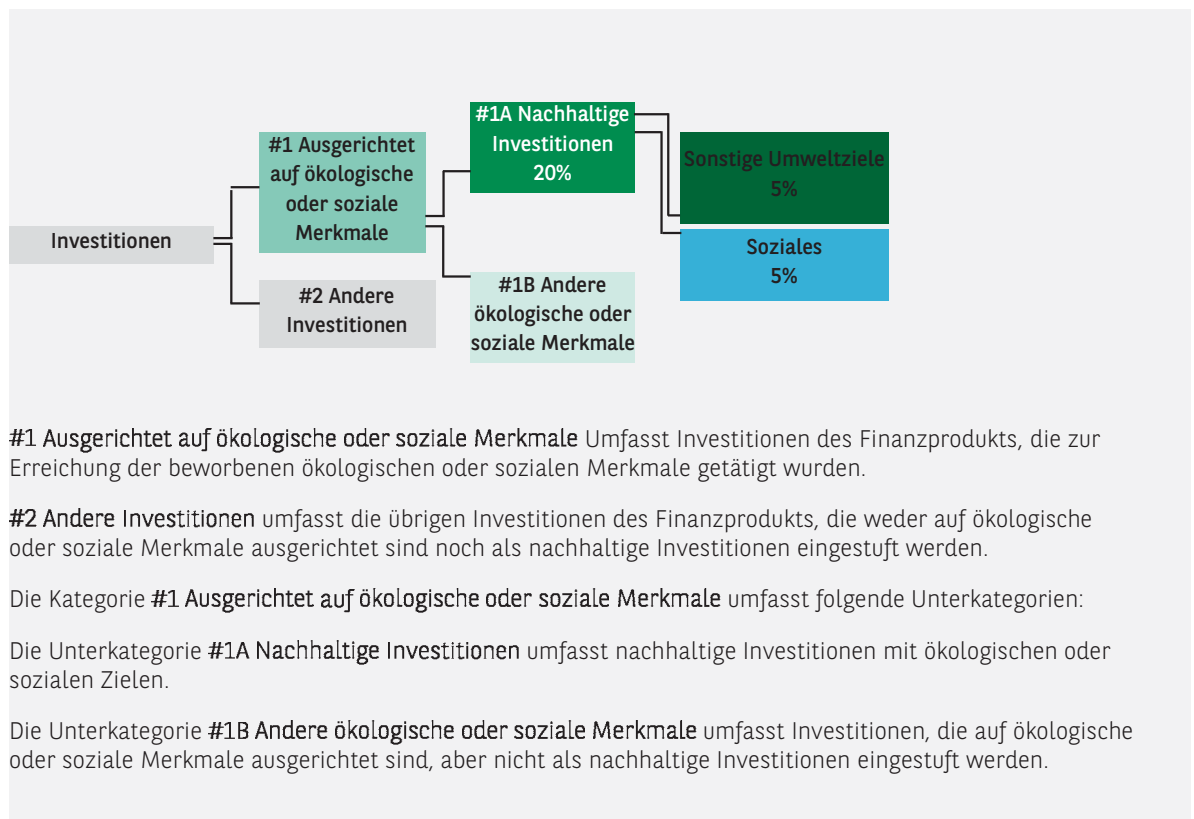 #1A Nachhaltige
Investitionen
20%
#1 Ausgerichtet
auf ökologische
oder soziale
Merkmale
Sonstige Umweltziele
5%
Investitionen
Soziales
5%
#2 Andere
Investitionen
#1B Andere
ökologische oder
soziale Merkmale
#1 Ausgerichtet auf ökologische oder soziale Merkmale Umfasst Investitionen des Finanzprodukts, die zur
Erreichung der beworbenen ökologischen oder sozialen Merkmale getätigt wurden.
#2 Andere Investitionen umfasst die übrigen Investitionen des Finanzprodukts, die weder auf ökologische
oder soziale Merkmale ausgerichtet sind noch als nachhaltige Investitionen eingestuft werden.
Die Kategorie #1 Ausgerichtet auf ökologische oder soziale Merkmale umfasst folgende Unterkategorien:
Die Unterkategorie #1A Nachhaltige Investitionen umfasst nachhaltige Investitionen mit ökologischen oder
sozialen Zielen.
Die Unterkategorie #1B Andere ökologische oder soziale Merkmale umfasst Investitionen, die auf ökologische
oder soziale Merkmale ausgerichtet sind, aber nicht als nachhaltige Investitionen eingestuft werden.